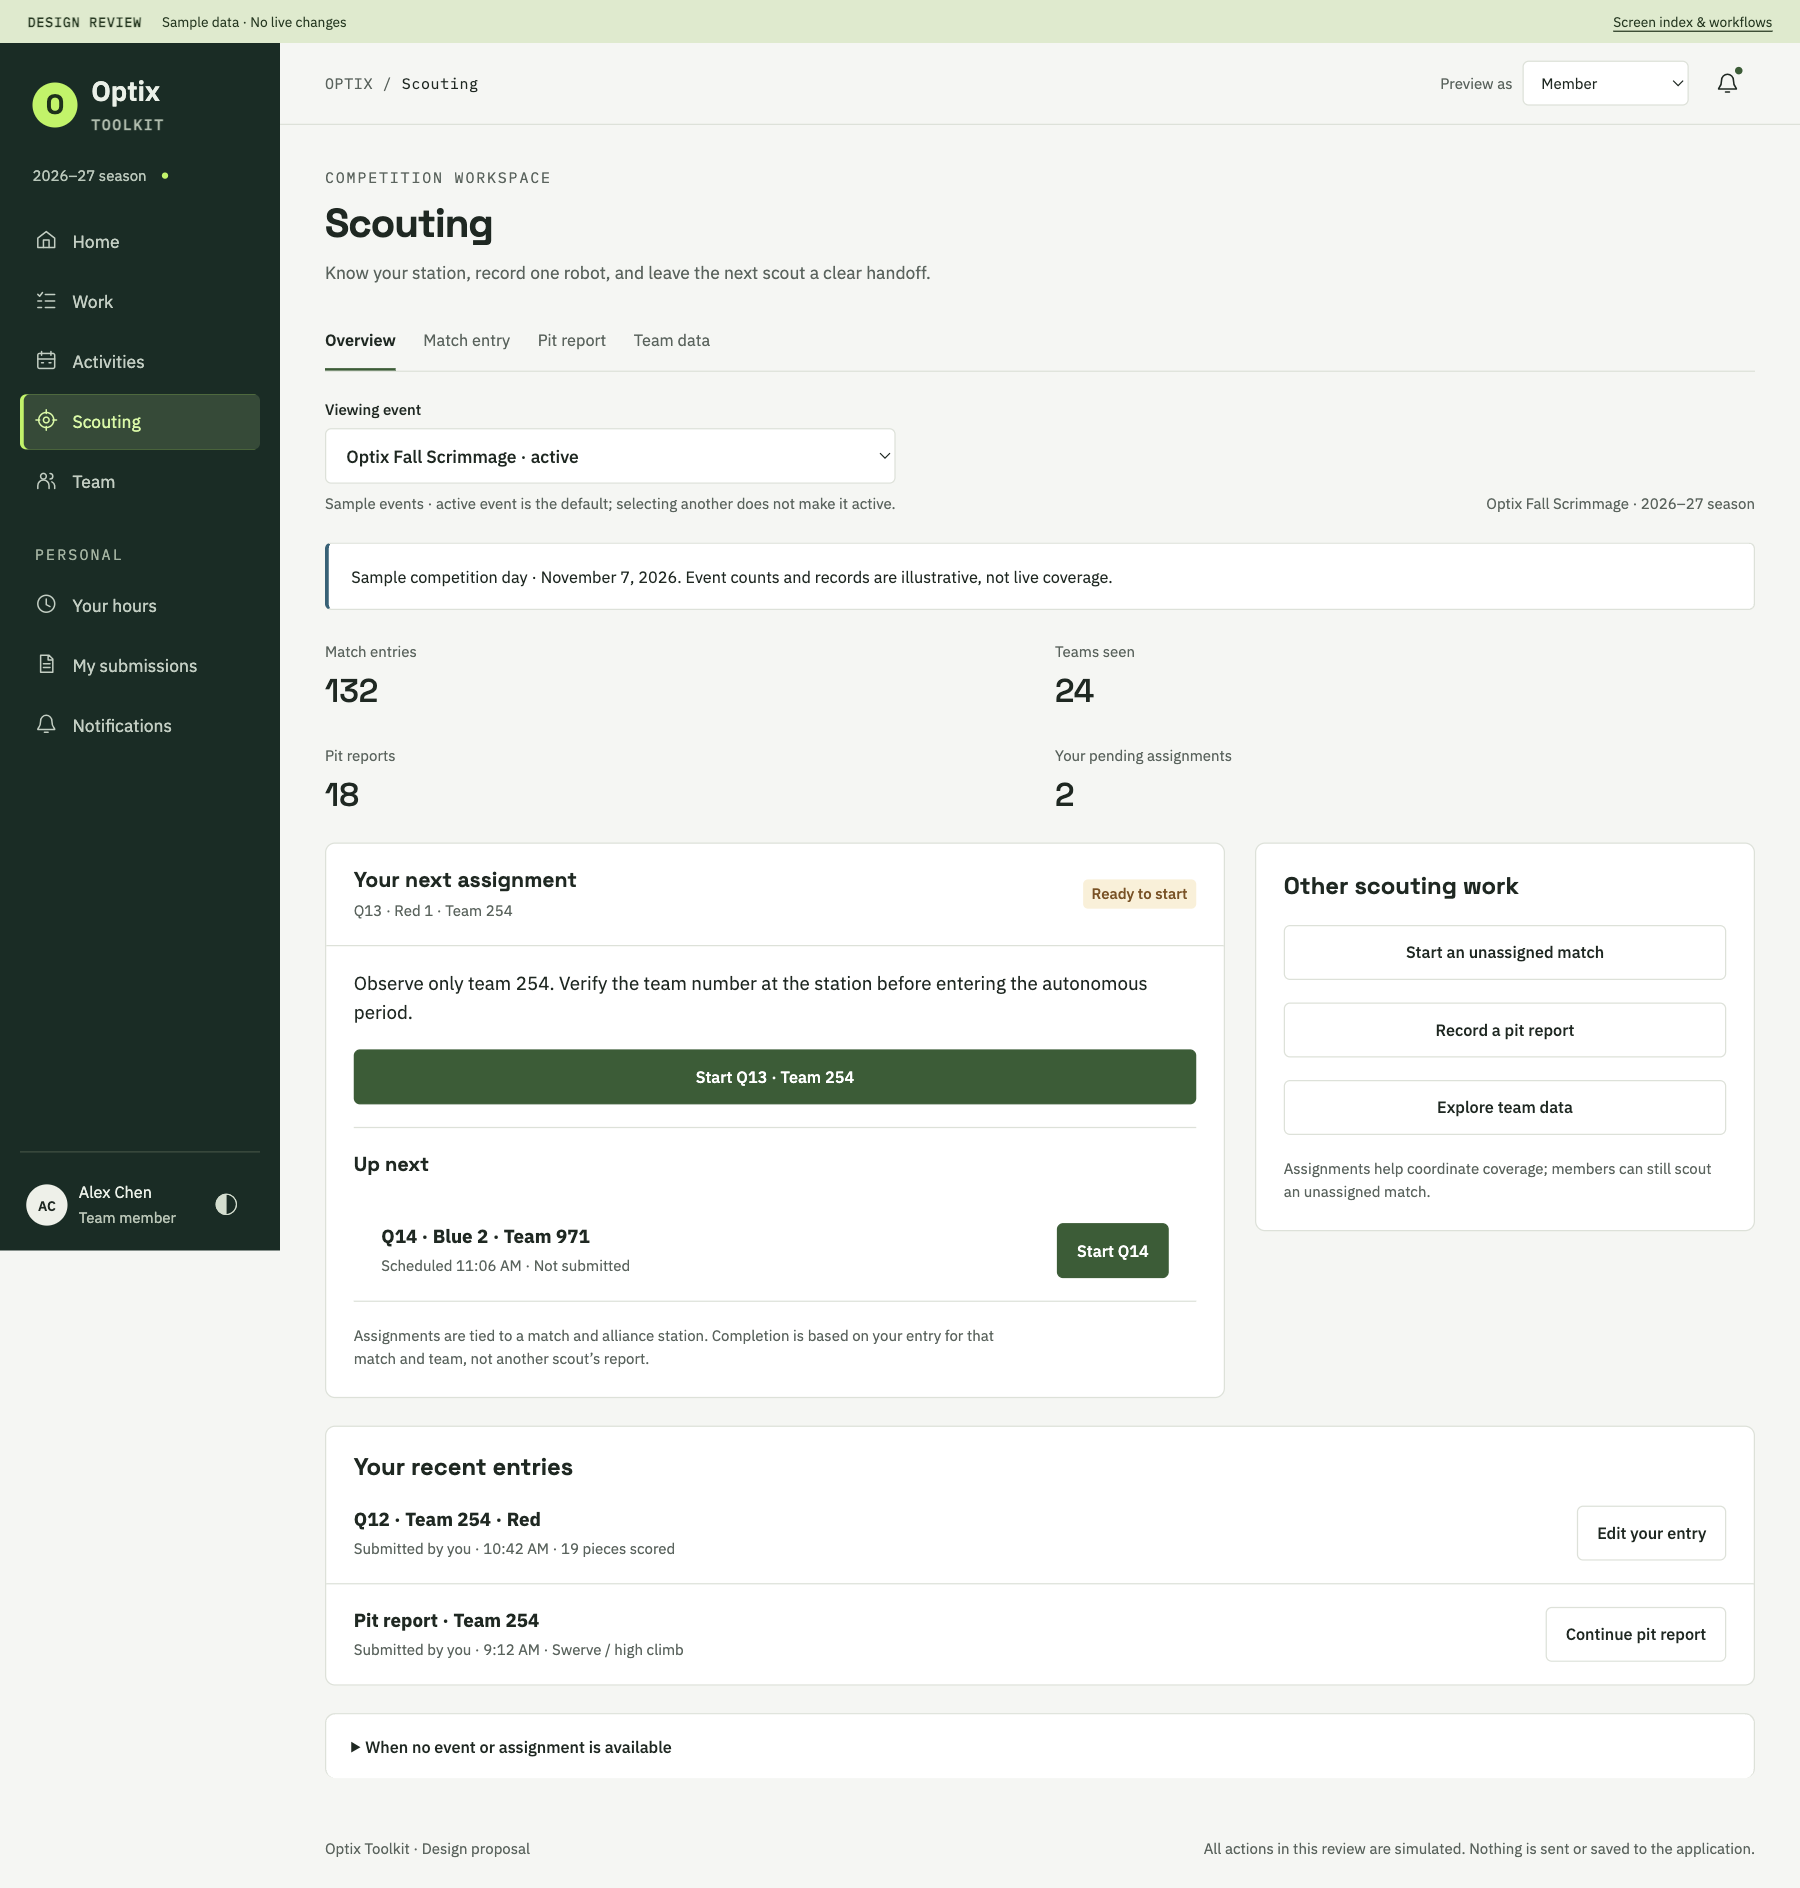 DESIGN REVIEW Sample data · No live changes Screen index & workflows
O Optix
TOOLKIT
2026–27 season
Home
Work
Activities
Scouting
Team
PERSONAL
Your hours
My submissions
Notifications
AC Alex Chen
Team member
OPTIX / Scouting
Preview as Member
COMPETITION WORKSPACE
Scouting
Know your station, record one robot, and leave the next scout a clear handoff.
Overview Match entry Pit report Team data
Viewing event
Optix Fall Scrimmage · active
Sample events · active event is the default; selecting another does not make it active.
Optix Fall Scrimmage · 2026–27 season
Sample competition day · November 7, 2026. Event counts and records are illustrative, not live coverage.
Match entries
132
Teams seen
24
Pit reports
18
Your pending assignments
2
Your next assignment
Q13 · Red 1 · Team 254
Ready to start
Observe only team 254. Verify the team number at the station before entering the autonomous
period.
Start Q13 · Team 254
Up next
Q14 · Blue 2 · Team 971
Scheduled 11:06 AM · Not submitted
Start Q14
Assignments are tied to a match and alliance station. Completion is based on your entry for that
match and team, not another scout’s report.
Other scouting work
Start an unassigned match
Record a pit report
Explore team data
Assignments help coordinate coverage; members can still scout
an unassigned match.
Your recent entries
Q12 · Team 254 · Red
Submitted by you · 10:42 AM · 19 pieces scored
Edit your entry
Pit report · Team 254
Submitted by you · 9:12 AM · Swerve / high climb
Continue pit report
When no event or assignment is available
Optix Toolkit · Design proposal
All actions in this review are simulated. Nothing is sent or saved to the application.